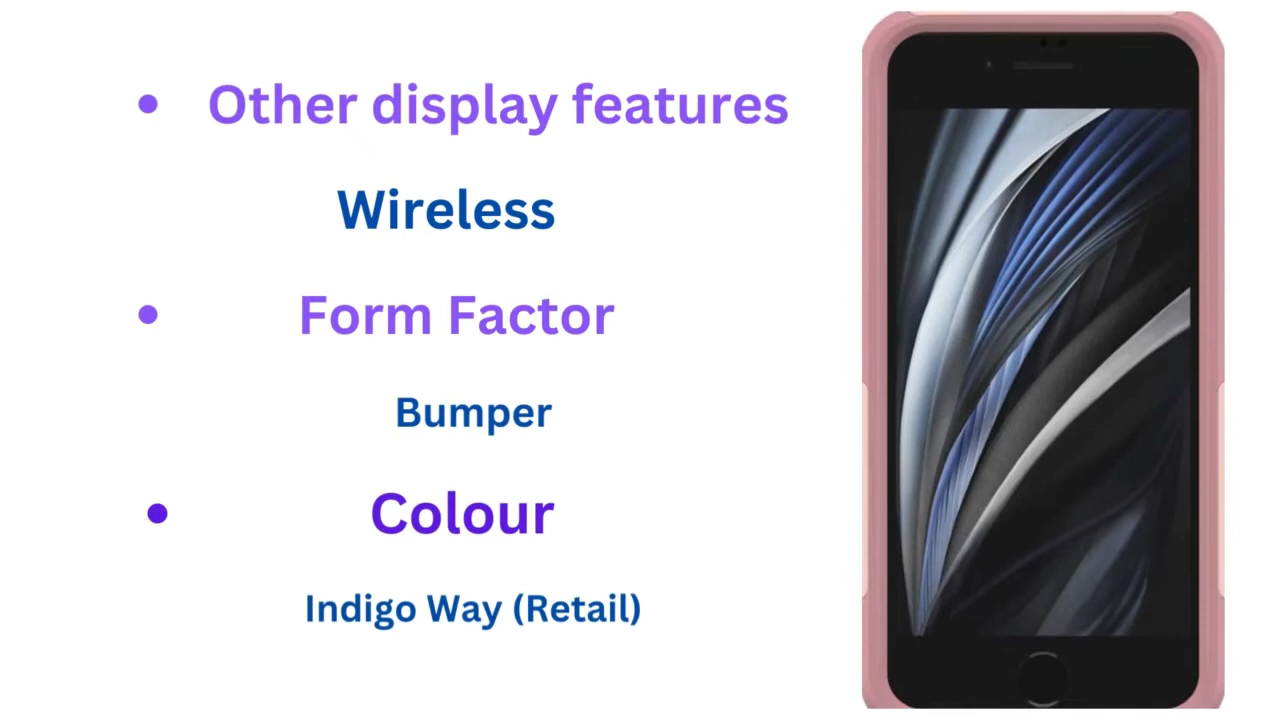 • Other display features
Wireless
• Form Factor
Bumper
• Colour
Indigo Way (Retail)